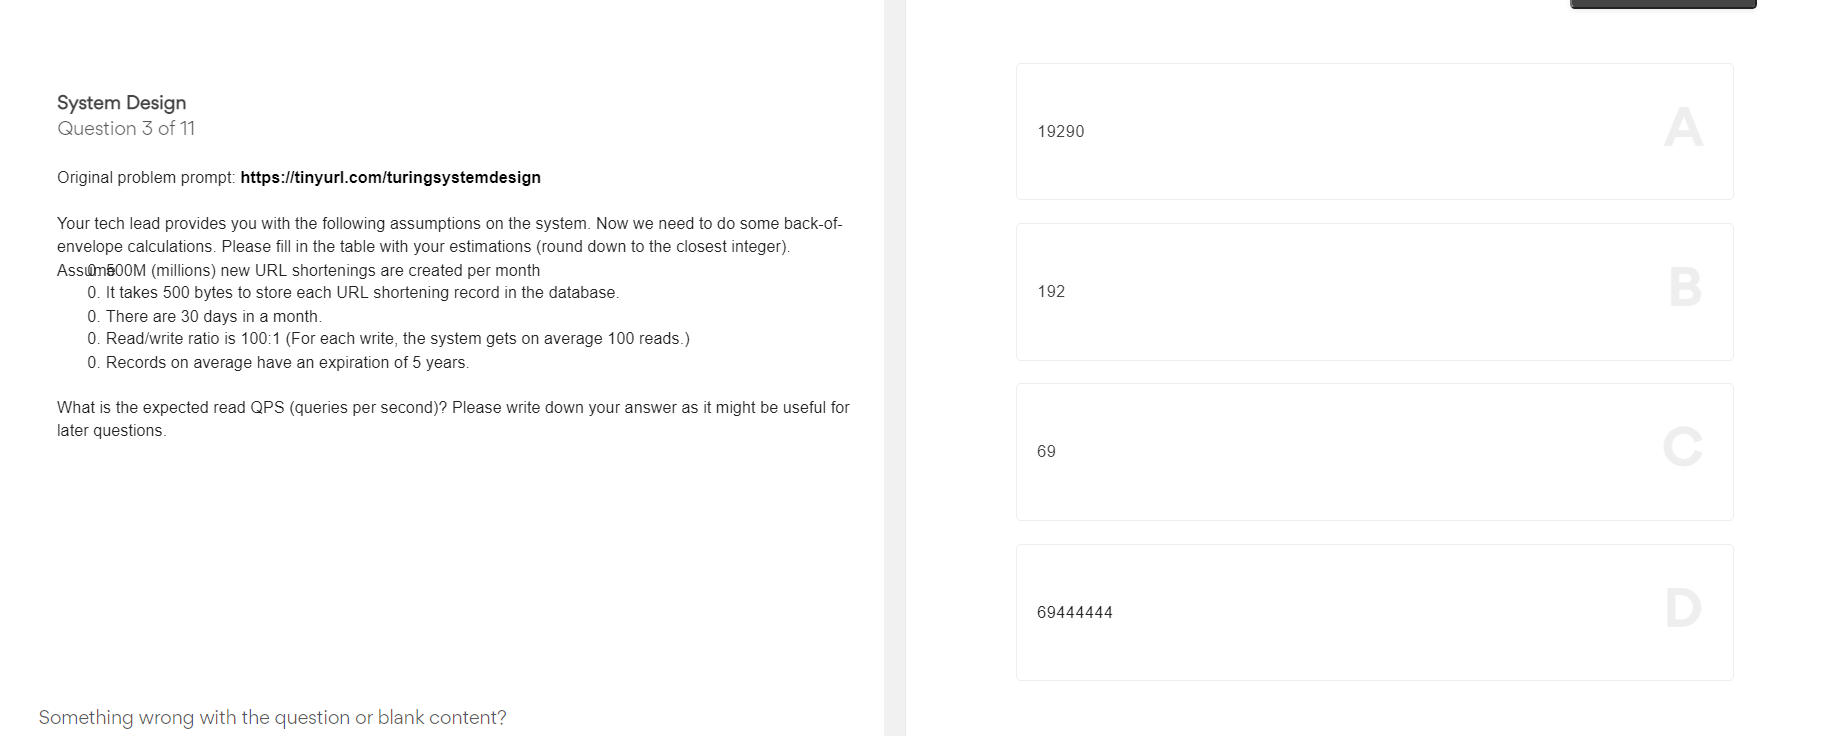 System Design
Question 3 of 11
Original problem prompt: https://tinyurl.com/turingsystemdesign
Your tech lead provides you with the following assumptions on the system. Now we need to do some back-of-
envelope calculations. Please fill in the table with your estimations (round down to the closest integer).
Assume
0. 500M (millions) new URL shortenings are created per month
0. It takes 500 bytes to store each URL shortening record in the database.
0. There are 30 days in a month.
0. Read/write ratio is 100:1 (For each write, the system gets on average 100 reads.)
0. Records on average have an expiration of 5 years.
What is the expected read QPS (queries per second)? Please write down your answer as it might be useful for
later questions.
Something wrong with the question or blank content?
19290
A
192
B
69
C
69444444
D